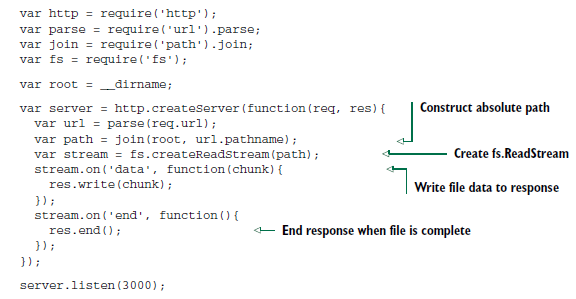 var http = require('http');
var parse = require('url').parse;
var join = require('path').join;
var fs = require('fs');
var root = __dirname;
var server = http.createServer(function(req, res){
Construct absolute path
var url = parse(req.url);
var path = join(root, url.pathname);
var stream = fs.createReadStream(path);
Create fs.ReadStream
stream.on('data', function(chunk){
Write file data to response
res.write(chunk);
});
stream.on('end', function(){
res.end();
End response when file is complete
});
});
server.listen(3000);